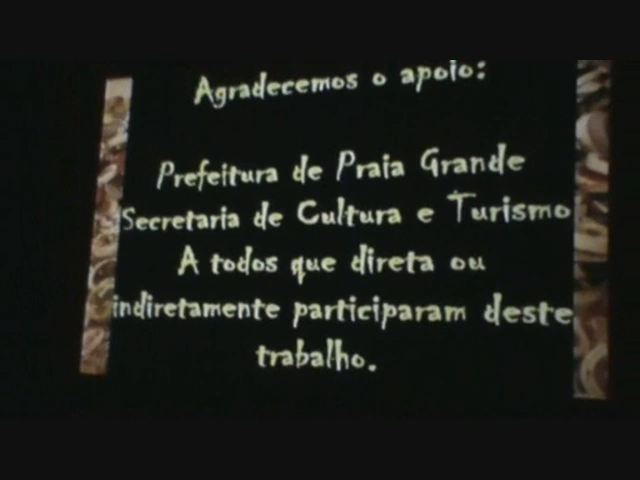 Agradecemos o apoio:
Prefeitura de Praia Grande
Secretaria de Cultura e Turismo
A todos que direta ou
indiretamente participaram deste
trabalho.